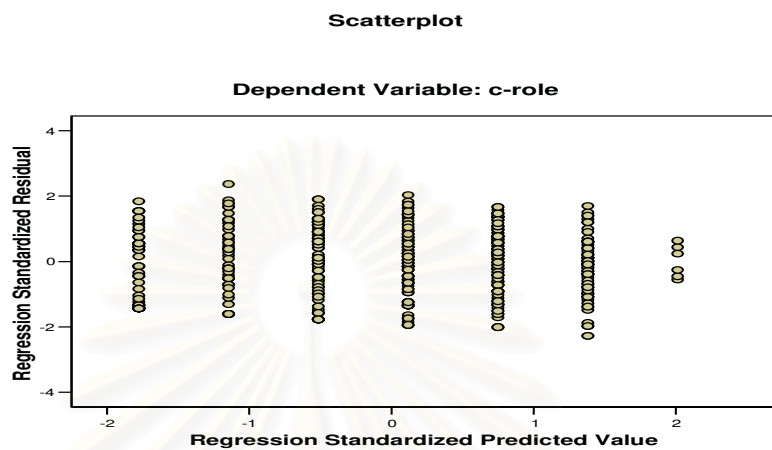 Scatterplot
Dependent Variable: c-role
Regression Standardized Residual
4
2
0
-2
-4
-2
-1
0
1
2
Regression Standardized Predicted Value